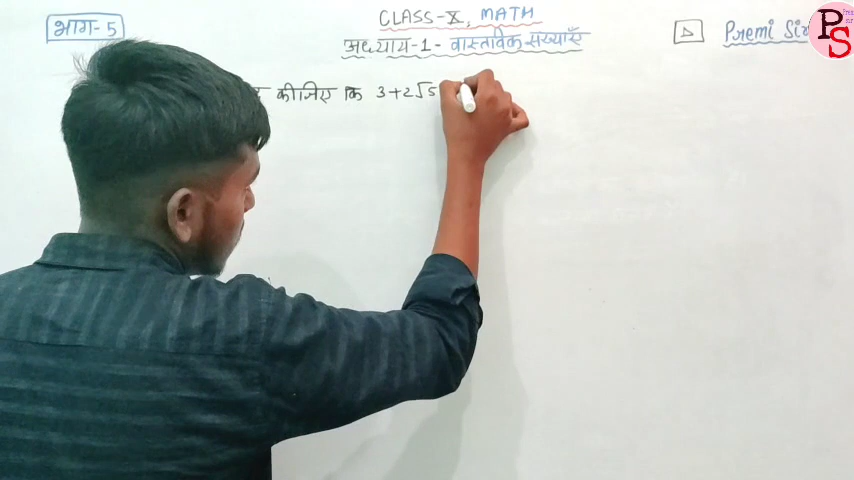 भाग-5
CLASS-X, MATH
अध्याय-1-वास्तविक संख्याएँ
Premi Sir
PS
कीजिए कि 3+2√5